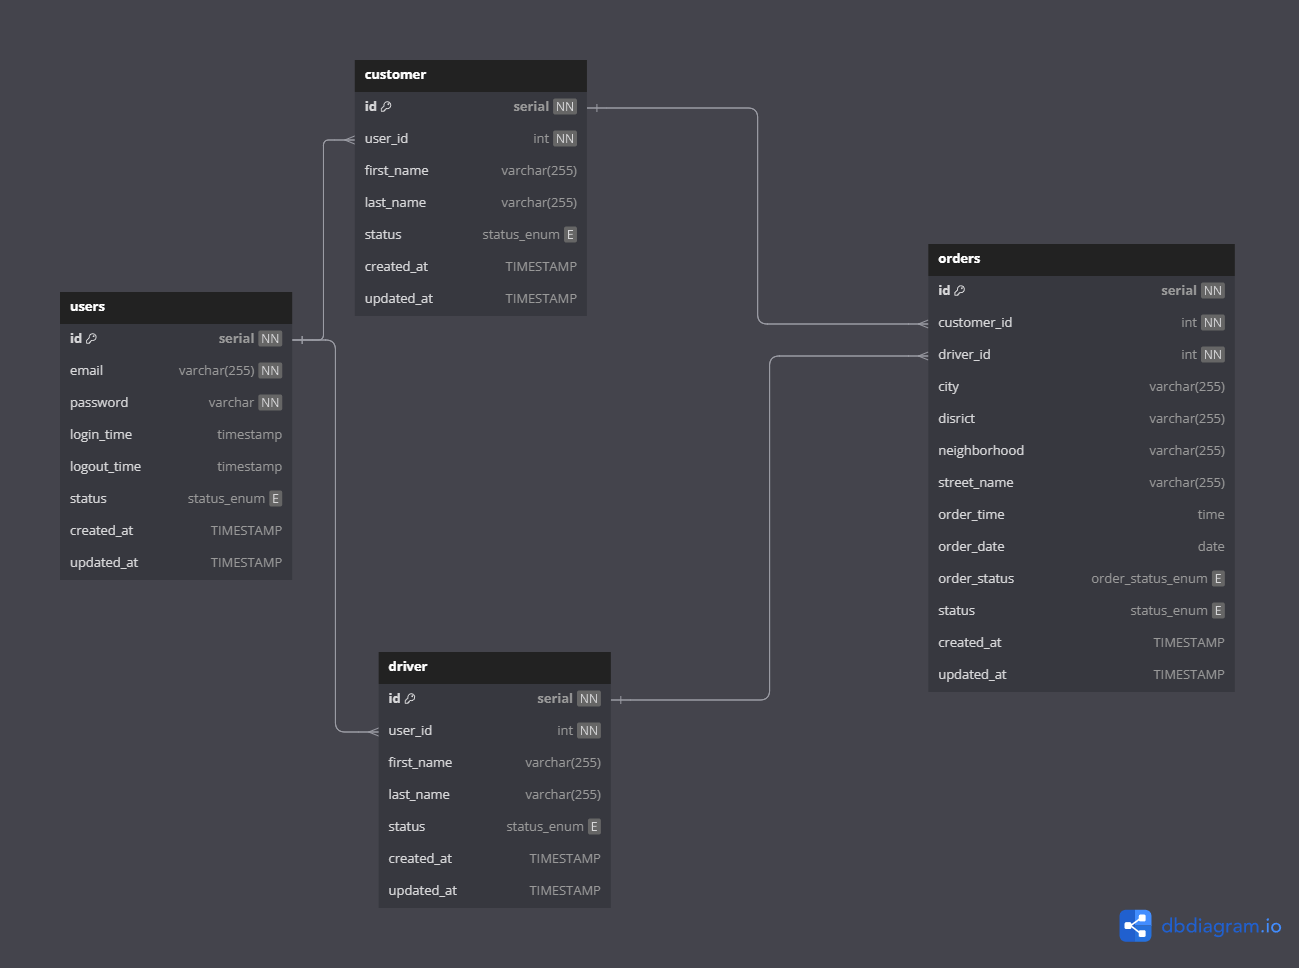 customer
id serial NN
user_id int NN
first_name varchar(255)
last_name varchar(255)
status status_enum E
created_at TIMESTAMP
updated_at TIMESTAMP
users
id serial NN
email varchar(255) NN
password varchar NN
login_time timestamp
logout_time timestamp
status status_enum E
created_at TIMESTAMP
updated_at TIMESTAMP
driver
id serial NN
user_id int NN
first_name varchar(255)
last_name varchar(255)
status status_enum E
created_at TIMESTAMP
updated_at TIMESTAMP
orders
id serial NN
customer_id int NN
driver_id int NN
city varchar(255)
disrict varchar(255)
neighborhood varchar(255)
street_name varchar(255)
order_time time
order_date date
order_status order_status_enum E
status status_enum E
created_at TIMESTAMP
updated_at TIMESTAMP
dbdiagram.io